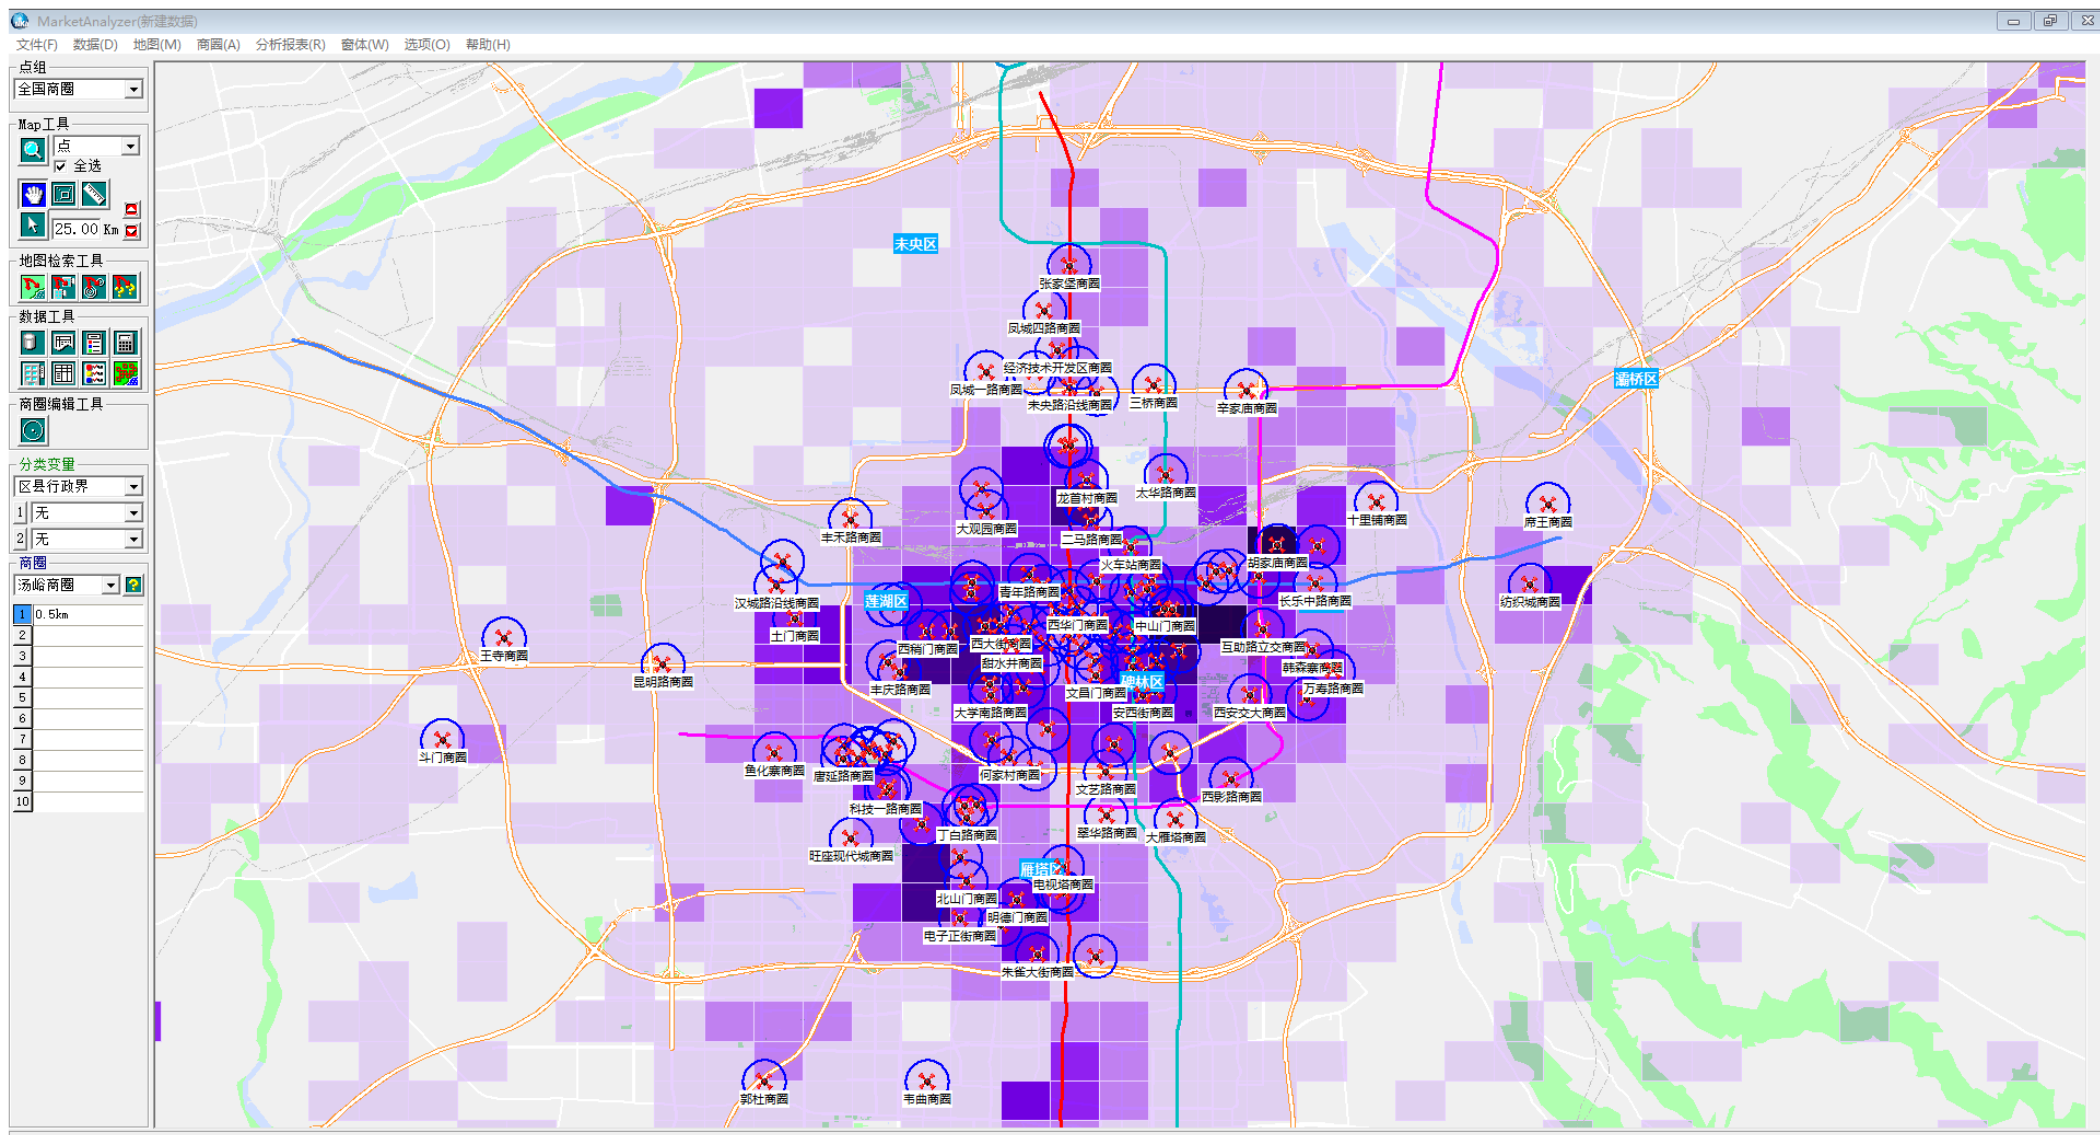 MarketAnalyzer(新建数据)
文件(F) 数据(D) 地图(M) 商圈(A) 分析报表(R) 窗体(W) 选项(O) 帮助(H)
点组
全国商圈
Map工具
点
全选
25.00 Km
地图检索工具
数据工具
商圈编辑工具
分类变量
区县行政界
1 无
2 无
商圈
汤峪商圈
1 0.5km
2
3
4
5
6
7
8
9
10
未央区
张家堡商圈
凤城四路商圈
经济技术开发区商圈
凤城一路商圈
未央路沿线商圈
三桥商圈
辛家庙商圈
灞桥区
龙首村商圈
太华路商圈
大观园商圈
十里铺商圈
帝王商圈
丰禾路商圈
二马路商圈
火车站商圈
胡家庙商圈
汉城路沿线商圈
莲湖区
青年路商圈
长乐中路商圈
纺织城商圈
土门商圈
西稍门商圈
西大街商圈
西华门商圈
中山门商圈
王寺商圈
甜水井商圈
互助路立交商圈
韩森寨商圈
昆明路商圈
丰庆路商圈
文昌门商圈
碑林区
万寿路商圈
大学南路商圈
安西街商圈
西安交大商圈
斗门商圈
鱼化寨商圈
唐延路商圈
何家村商圈
文艺路商圈
西影路商圈
科技一路商圈
丁白路商圈
翠华路商圈
大雁塔商圈
旺座现代城商圈
雁塔区
电视塔商圈
北山门商圈
明德门商圈
电子正街商圈
朱雀大街商圈
郭杜商圈
韦曲商圈